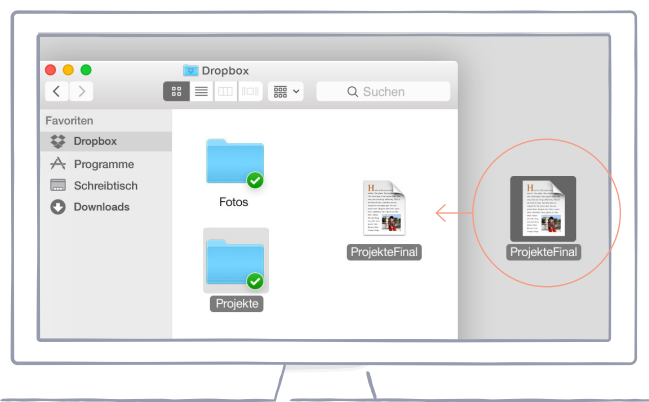 Dropbox
Suchen
Favoriten
Dropbox
Programme
Schreibtisch
Downloads
Fotos
Projekte
ProjekteFinal
ProjekteFinal